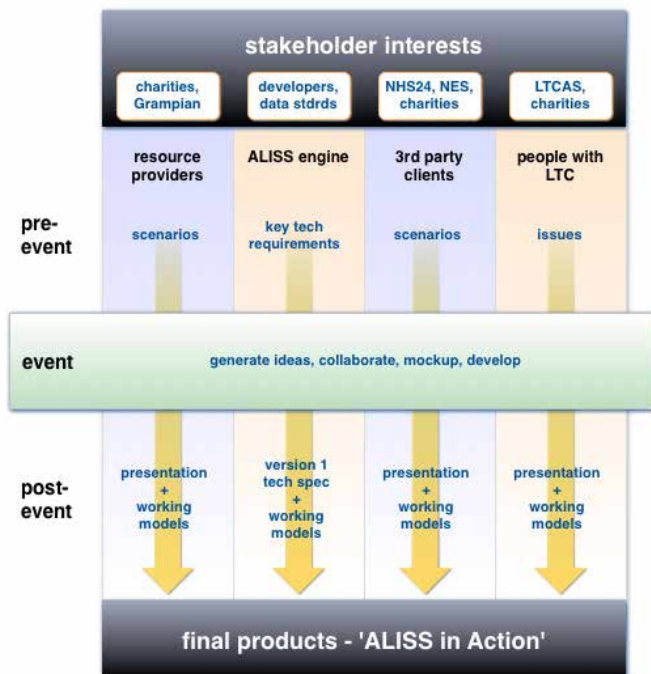 stakeholder interests
charities,
Grampian
developers,
data stdrds
NHS24, NES,
charities
LTCAS,
charities
resource
providers
ALISS engine
3rd party
clients
people with
LTC
pre-
event
scenarios
key tech
requirements
scenarios
issues
event
generate ideas, collaborate, mockup, develop
post-
event
presentation
+
working
models
version 1
tech spec
+
working
models
presentation
+
working
models
presentation
+
working
models
final products - 'ALISS in Action'